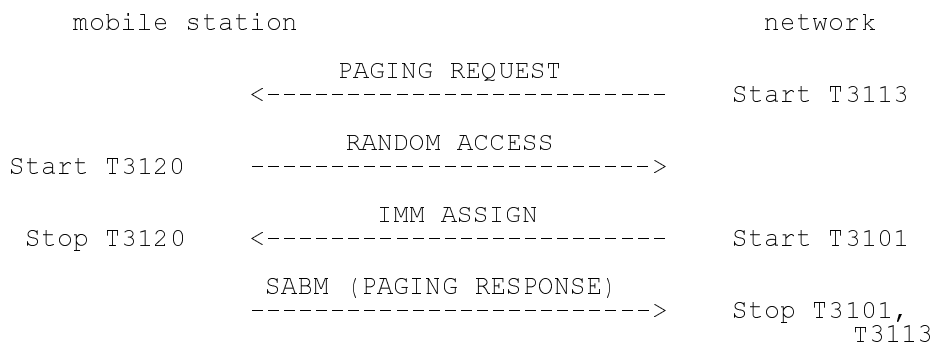 mobile station network
PAGING REQUEST
<------------------------- Start T3113
RANDOM ACCESS
Start T3120 ------------------------->
IMM ASSIGN
Stop T3120 <------------------------- Start T3101
SABM (PAGING RESPONSE)
-------------------------> Stop T3101,
T3113